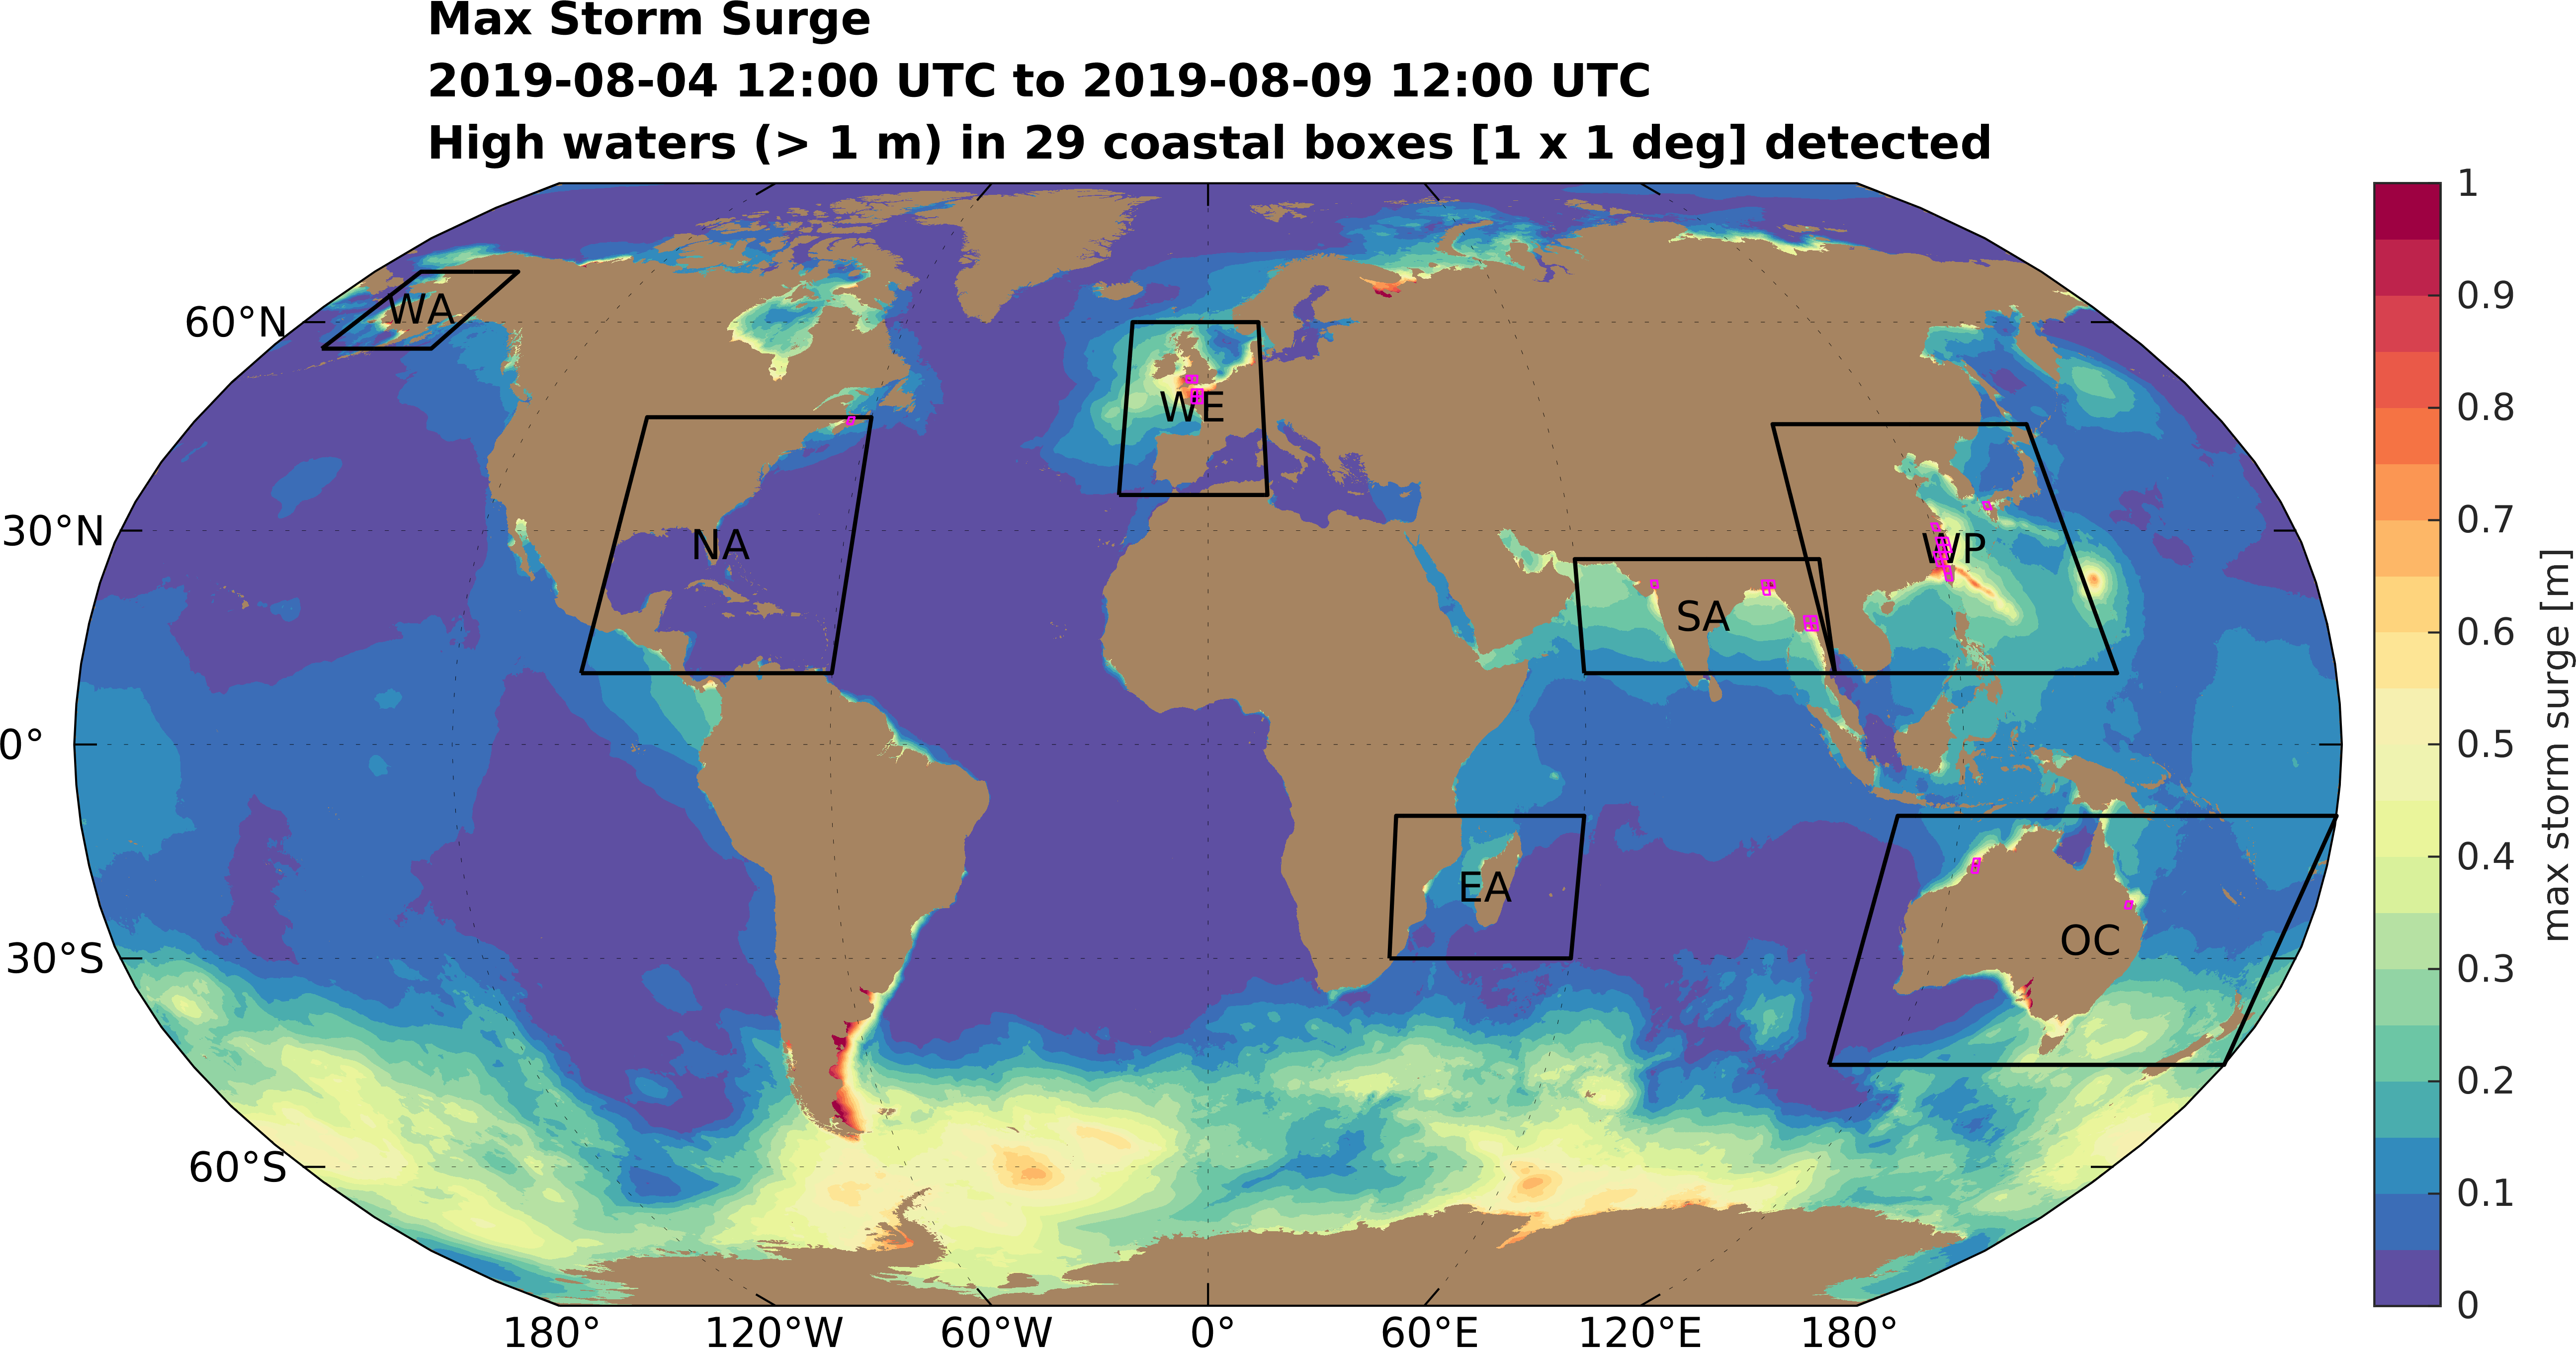 Max Storm Surge
2019-08-04 12:00 UTC to 2019-08-09 12:00 UTC
High waters (> 1 m) in 29 coastal boxes [1 x 1 deg] detected
60°N
30°N
0°
30°S
60°S
WA
NA
WE
SA
WP
EA
OC
180°
120°W
60°W
0°
60°E
120°E
180°
1
0.9
0.8
0.7
0.6
0.5
0.4
0.3
0.2
0.1
0
max storm surge [m]